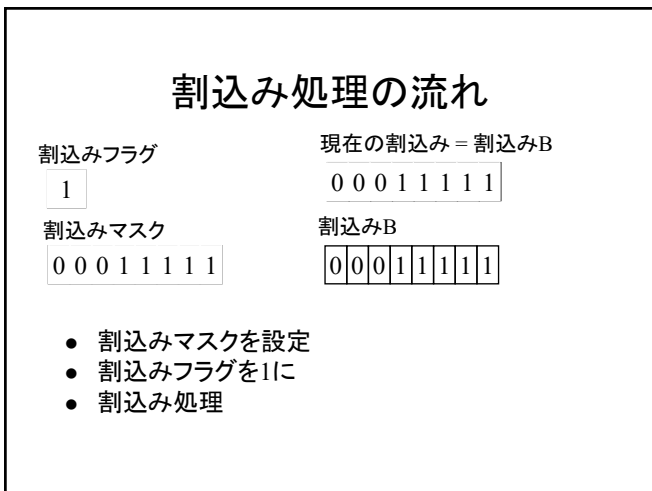 割込み処理の流れ
割込みフラグ
1
割込みマスク
0 0 0 1 1 1 1 1
現在の割込み = 割込みB
0 0 0 1 1 1 1 1
割込みB
0 0 0 1 1 1 1 1
● 割込みマスクを設定
● 割込みフラグを1に
● 割込み処理